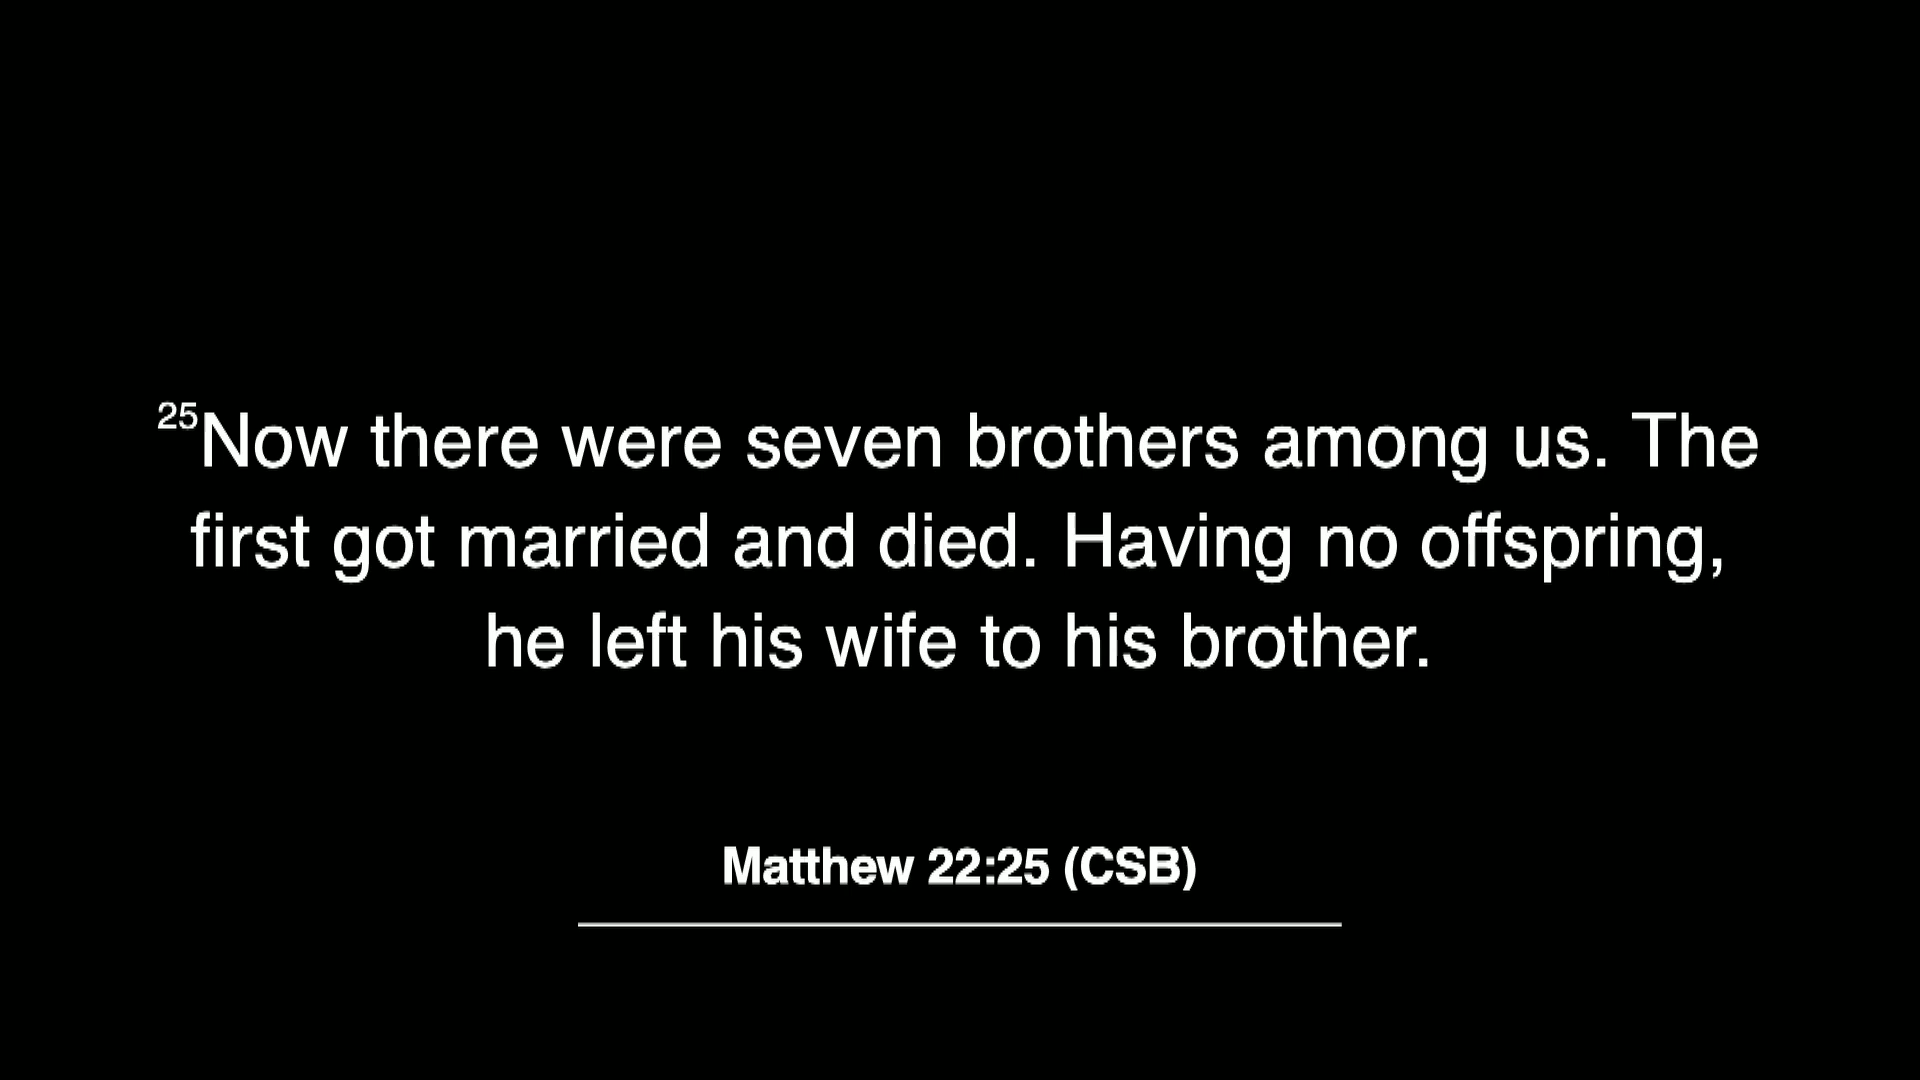 25Now there were seven brothers among us. The
first got married and died. Having no offspring,
he left his wife to his brother.
Matthew 22:25 (CSB)